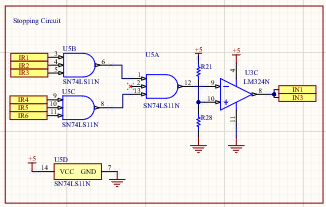 Stopping Circuit
U5B
IR1
IR2
IR3
3
4
5
6
SN74LS11N
U5C
IR4
IR5
IR6
9
10
11
8
SN74LS11N
U5A
1
2
13
12
SN74LS11N
+5
R21
R28
+5
U3C
LM324N
4
9
10
8
11
IN1
IN3
U5D
+5
14
VCC GND
7
SN74LS11N